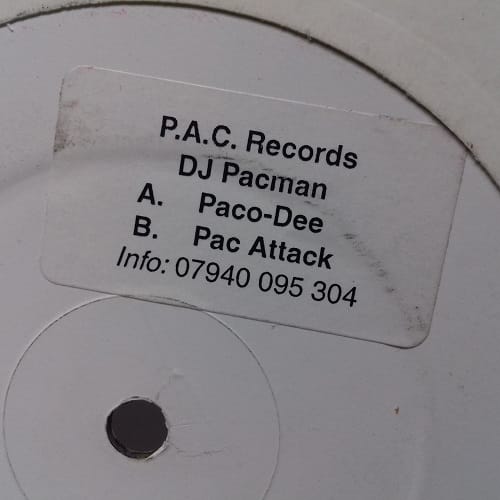 P.A.C. Records
DJ Pacman
A. Paco-Dee
B. Pac Attack
Info: 07940 095 304